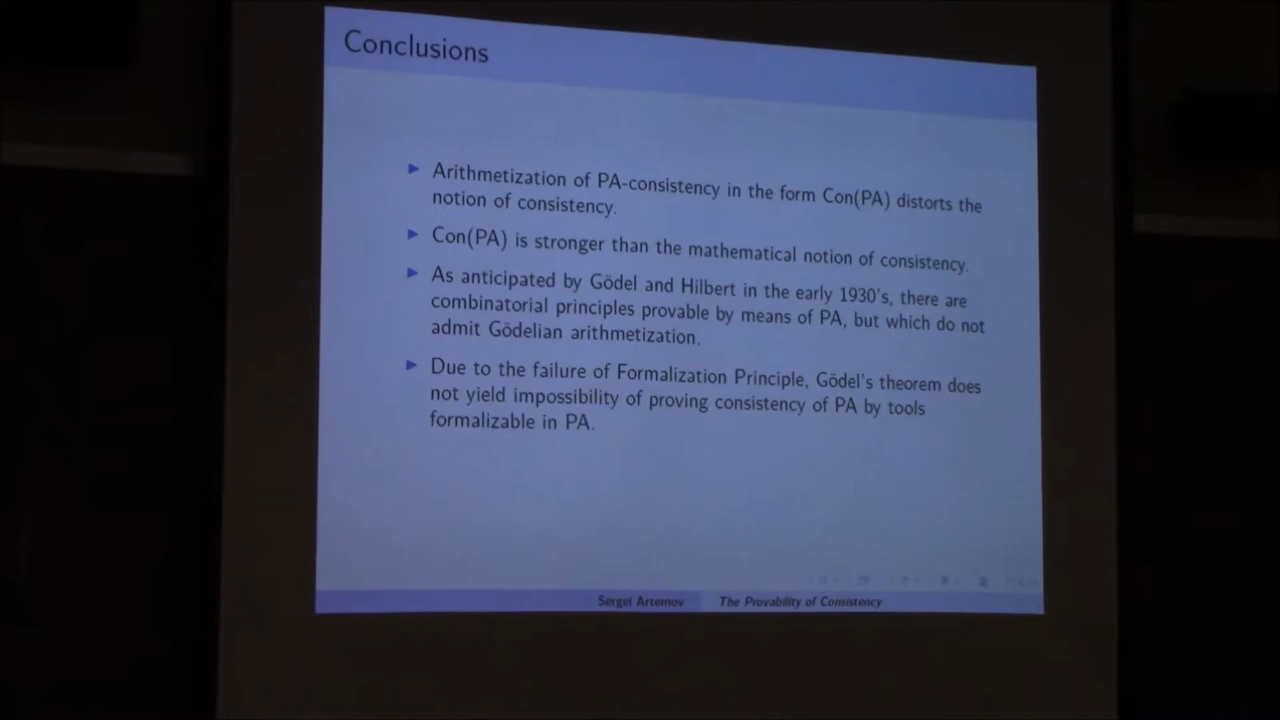 Conclusions
▶ Arithmetization of PA-consistency in the form Con(PA) distorts the
notion of consistency.
▶ Con(PA) is stronger than the mathematical notion of consistency.
▶ As anticipated by Gödel and Hilbert in the early 1930's, there are
combinatorial principles provable by means of PA, but which do not
admit Gödelian arithmetization.
▶ Due to the failure of Formalization Principle, Gödel's theorem does
not yield impossibility of proving consistency of PA by tools
formalizable in PA.
Sergei Artemov The Provability of Consistency